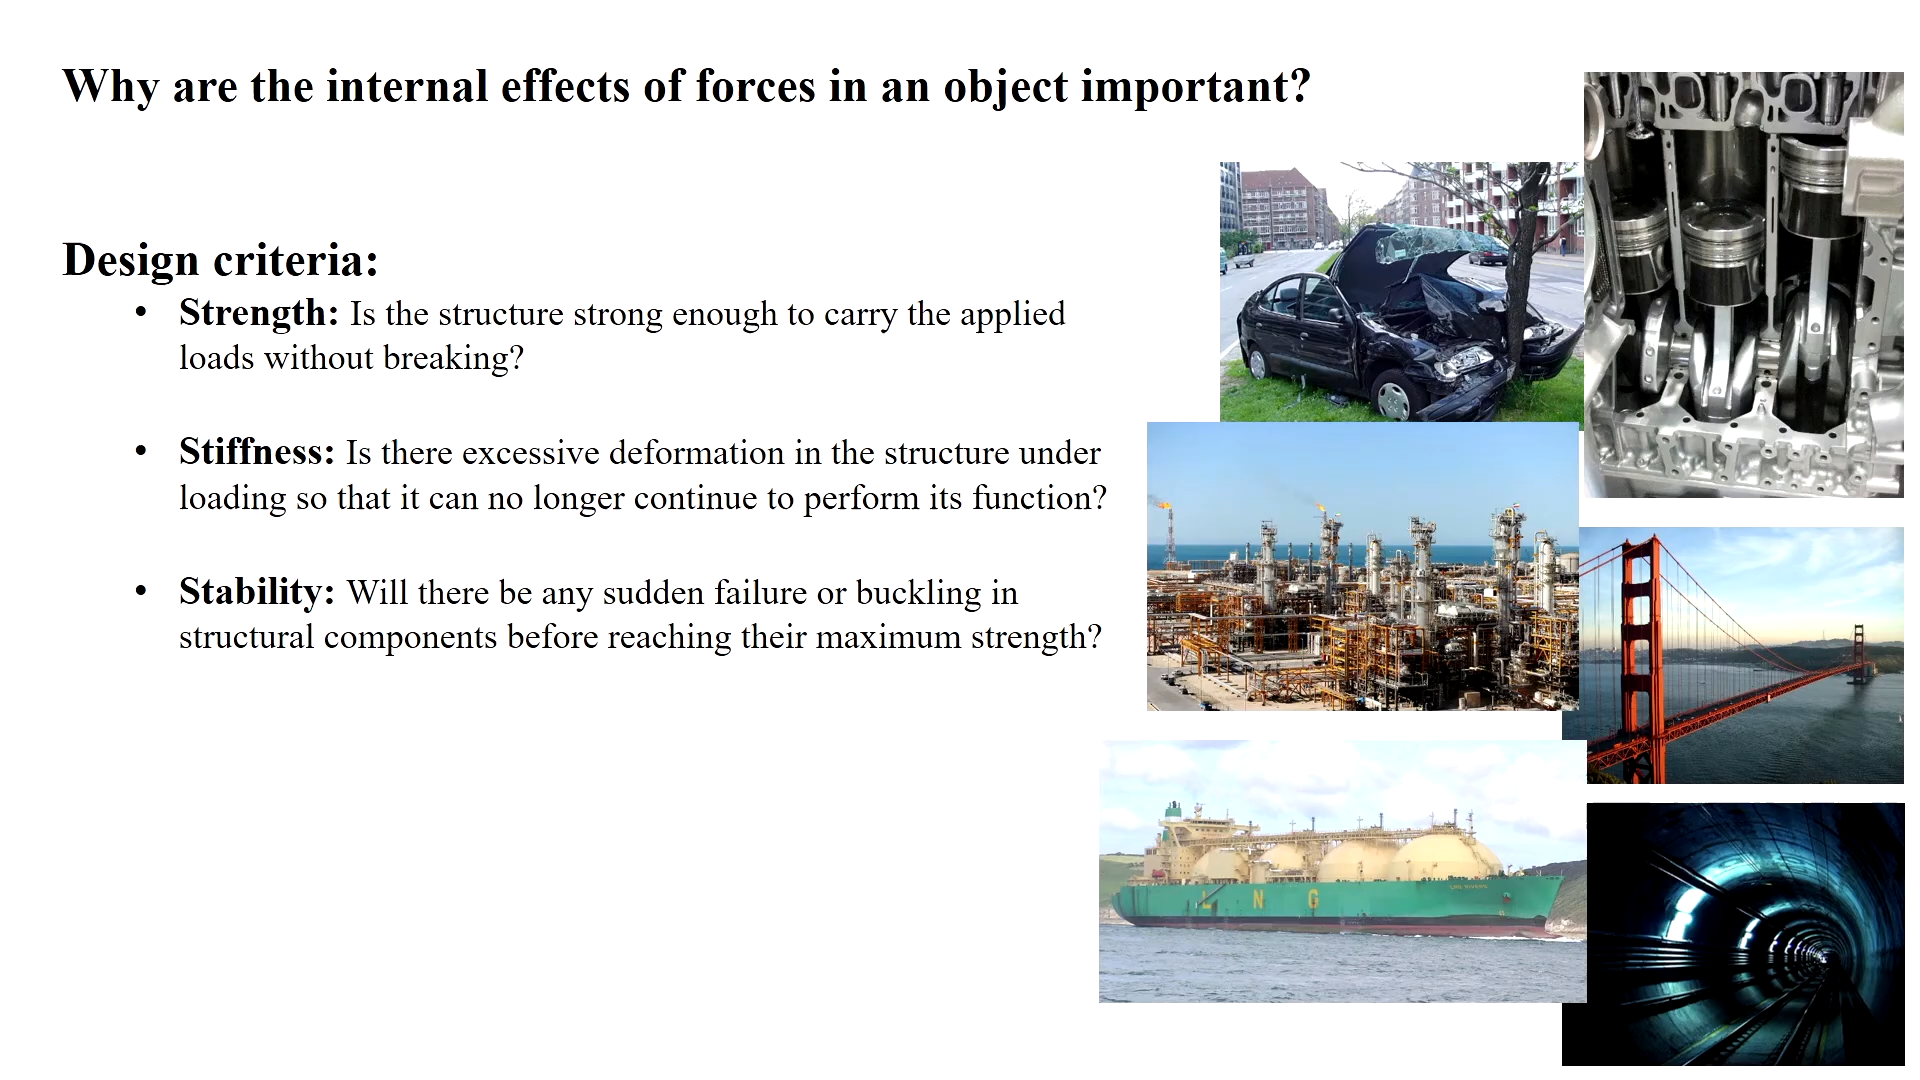 Why are the internal effects of forces in an object important?
Design criteria:
• Strength: Is the structure strong enough to carry the applied
loads without breaking?
• Stiffness: Is there excessive deformation in the structure under
loading so that it can no longer continue to perform its function?
• Stability: Will there be any sudden failure or buckling in
structural components before reaching their maximum strength?
L N G